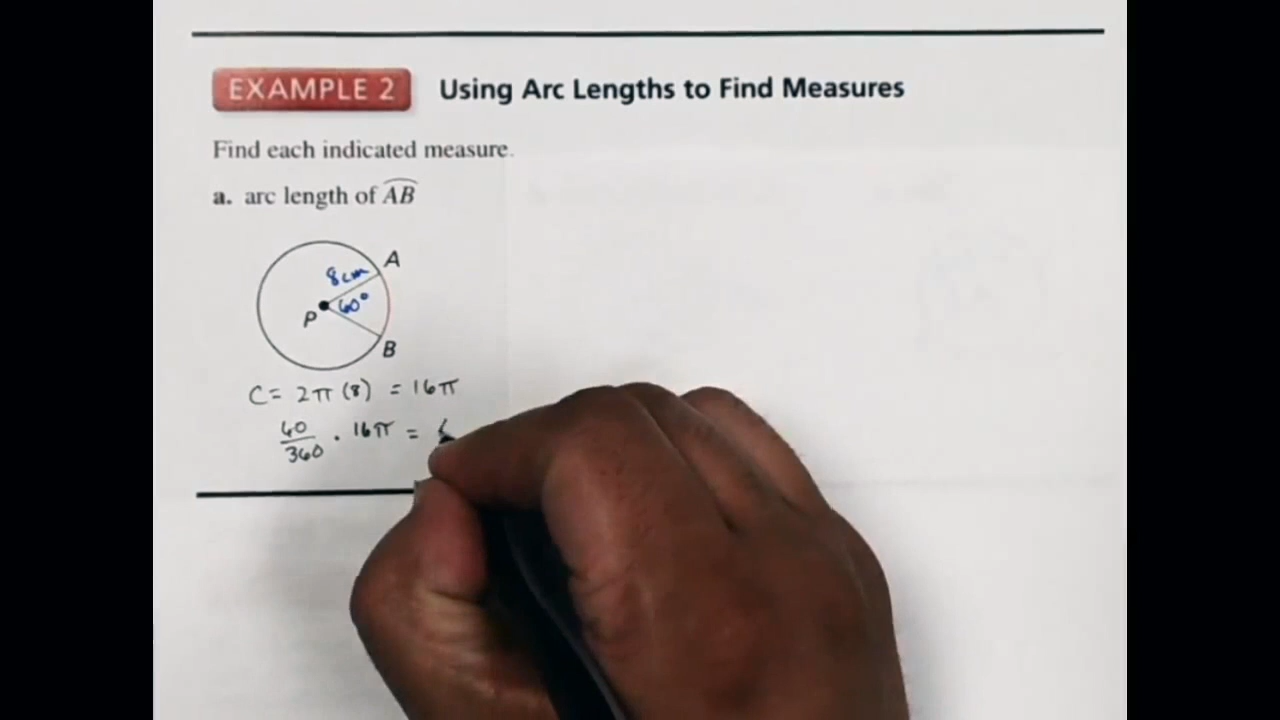 EXAMPLE 2 Using Arc Lengths to Find Measures
Find each indicated measure.
a. arc length of AB
A
8cm
60°
P
B
C = 2π (8) = 16π
60/360 · 16π =